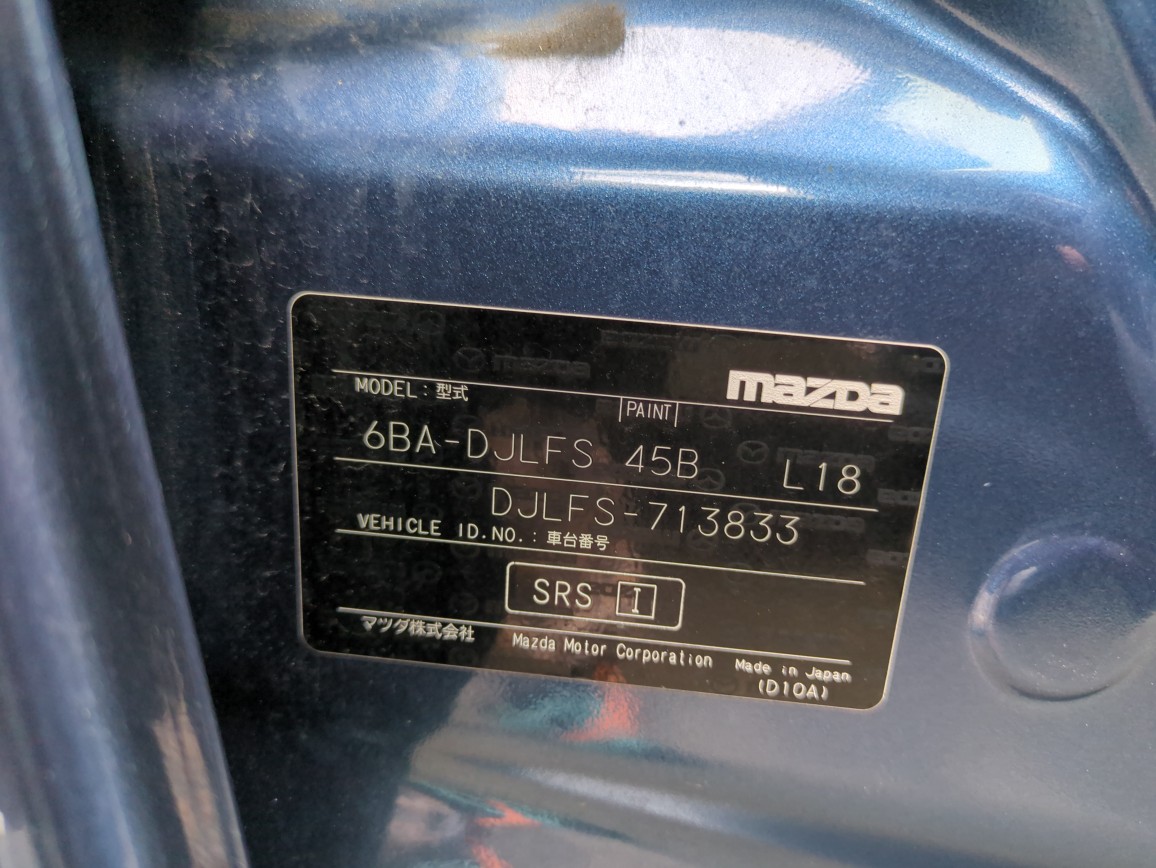 mazda
MODEL : 型式
PAINT
6BA-DJLFS 45B L18
DJLFS-713833
VEHICLE ID.NO. : 車台番号
SRS I
マツダ株式会社 Mazda Motor Corporation Made in Japan
(D10A)